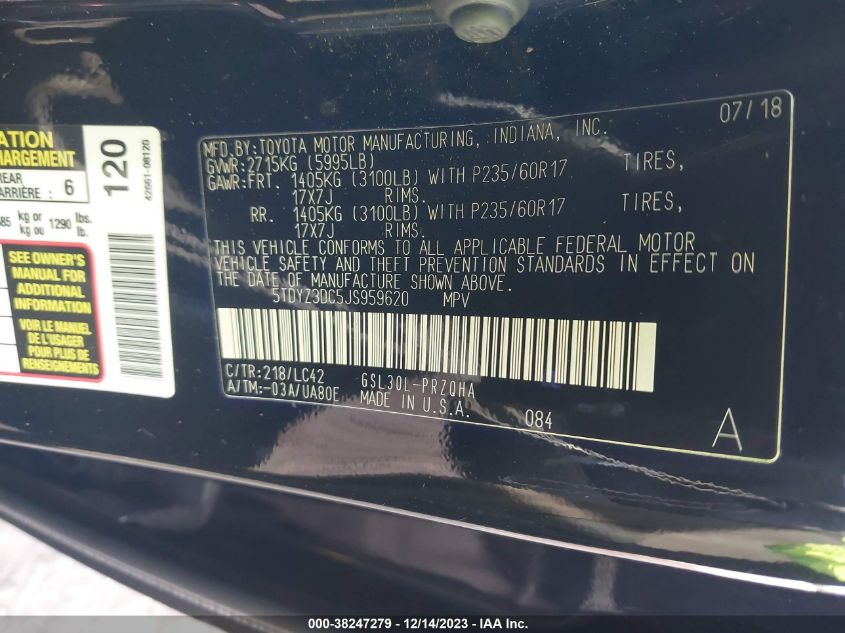 ATION
HARGEMENT
REAR
ARRIÈRE 6
120
42661-08120
585 kg or kg ou 1290 lbs. lb.
SEE OWNER'S
MANUAL FOR
ADDITIONAL
INFORMATION
VOIR LE MANUEL
DE L'USAGER
POUR PLUS DE
RENSEIGNEMENTS
07/18
MFD.BY:TOYOTA MOTOR MANUFACTURING, INDIANA, INC.
GVWR:2715KG (5995LB)
GAWR:FRT. 1405KG (3100LB) WITH P235/60R17 TIRES,
17X7J RIMS.
RR. 1405KG (3100LB) WITH P235/60R17 TIRES,
17X7J RIMS.
THIS VEHICLE CONFORMS TO ALL APPLICABLE FEDERAL MOTOR
VEHICLE SAFETY AND THEFT PREVENTION STANDARDS IN EFFECT ON
THE DATE OF MANUFACTURE SHOWN ABOVE.
5TDYZ3DC5JS959620 MPV
C/TR:218/LC42 GSL30L-PRZQHA
A/TM:-03A/UA80E MADE IN U.S.A.
084
A
000-38247279 - 12/14/2023 - IAA Inc.